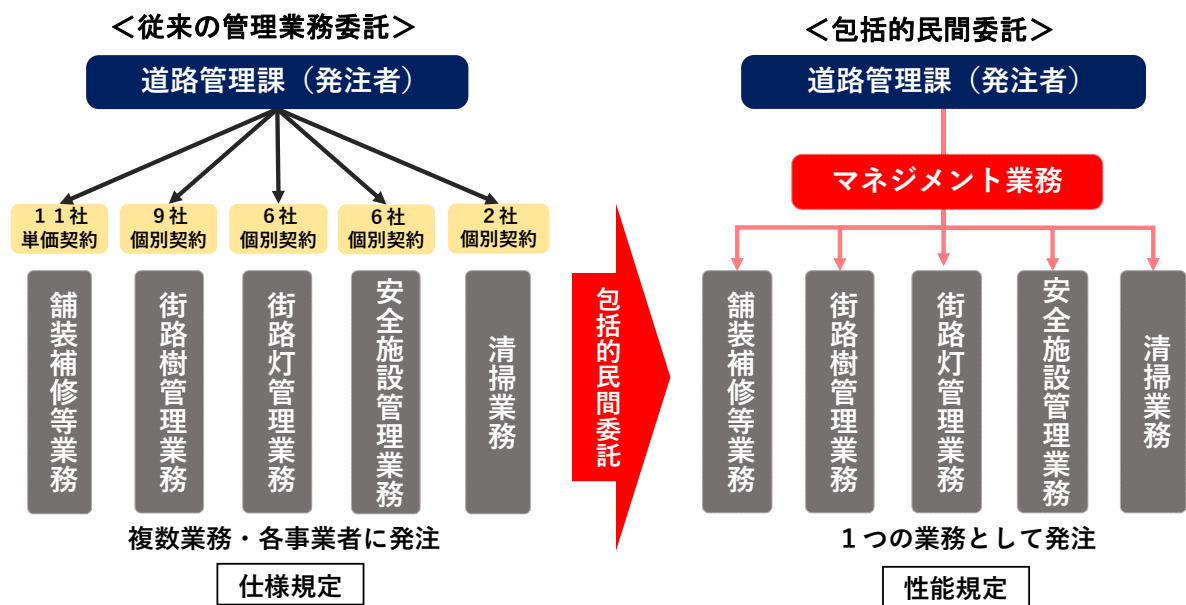 ＜従来の管理業務委託＞
道路管理課（発注者）
１１社
単価契約
９社
個別契約
６社
個別契約
６社
個別契約
２社
個別契約
舗装補修等業務
街路樹管理業務
街路灯管理業務
安全施設管理業務
清掃業務
複数業務・各事業者に発注
仕様規定
包括的民間委託
＜包括的民間委託＞
道路管理課（発注者）
マネジメント業務
舗装補修等業務
街路樹管理業務
街路灯管理業務
安全施設管理業務
清掃業務
１つの業務として発注
性能規定